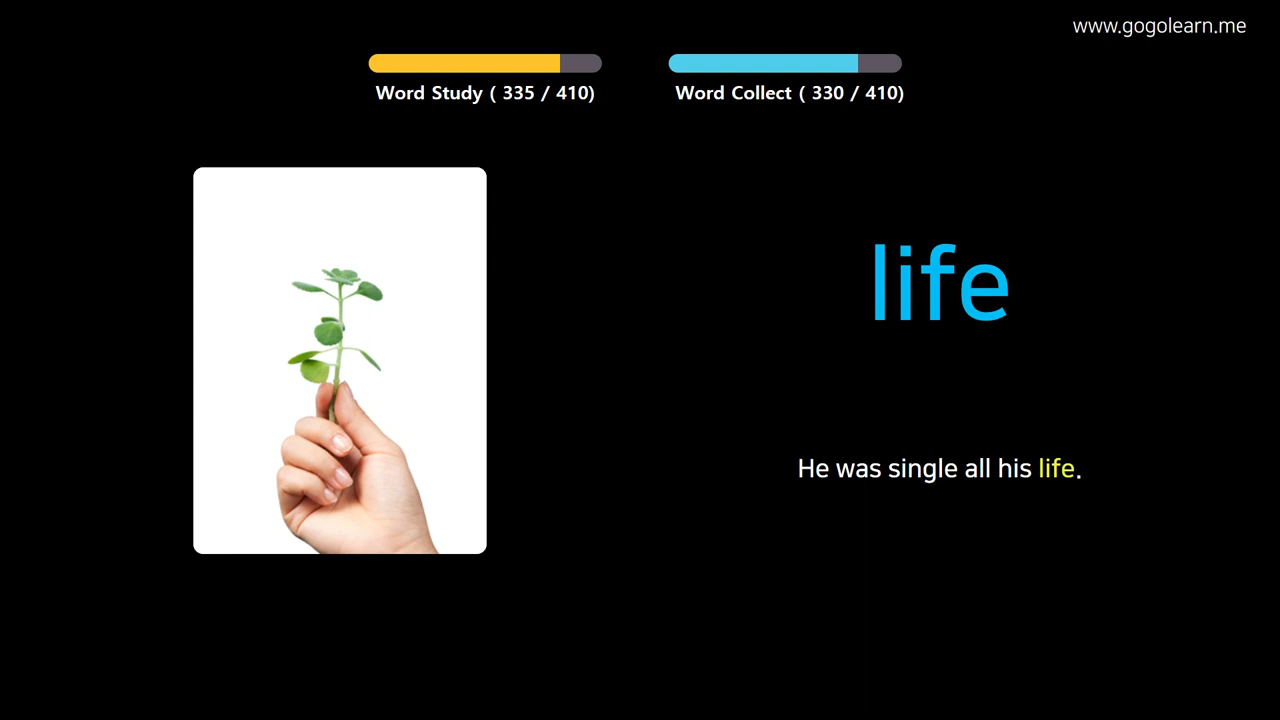 www.gogolearn.me
Word Study ( 335 / 410)
Word Collect ( 330 / 410)
life
He was single all his life.